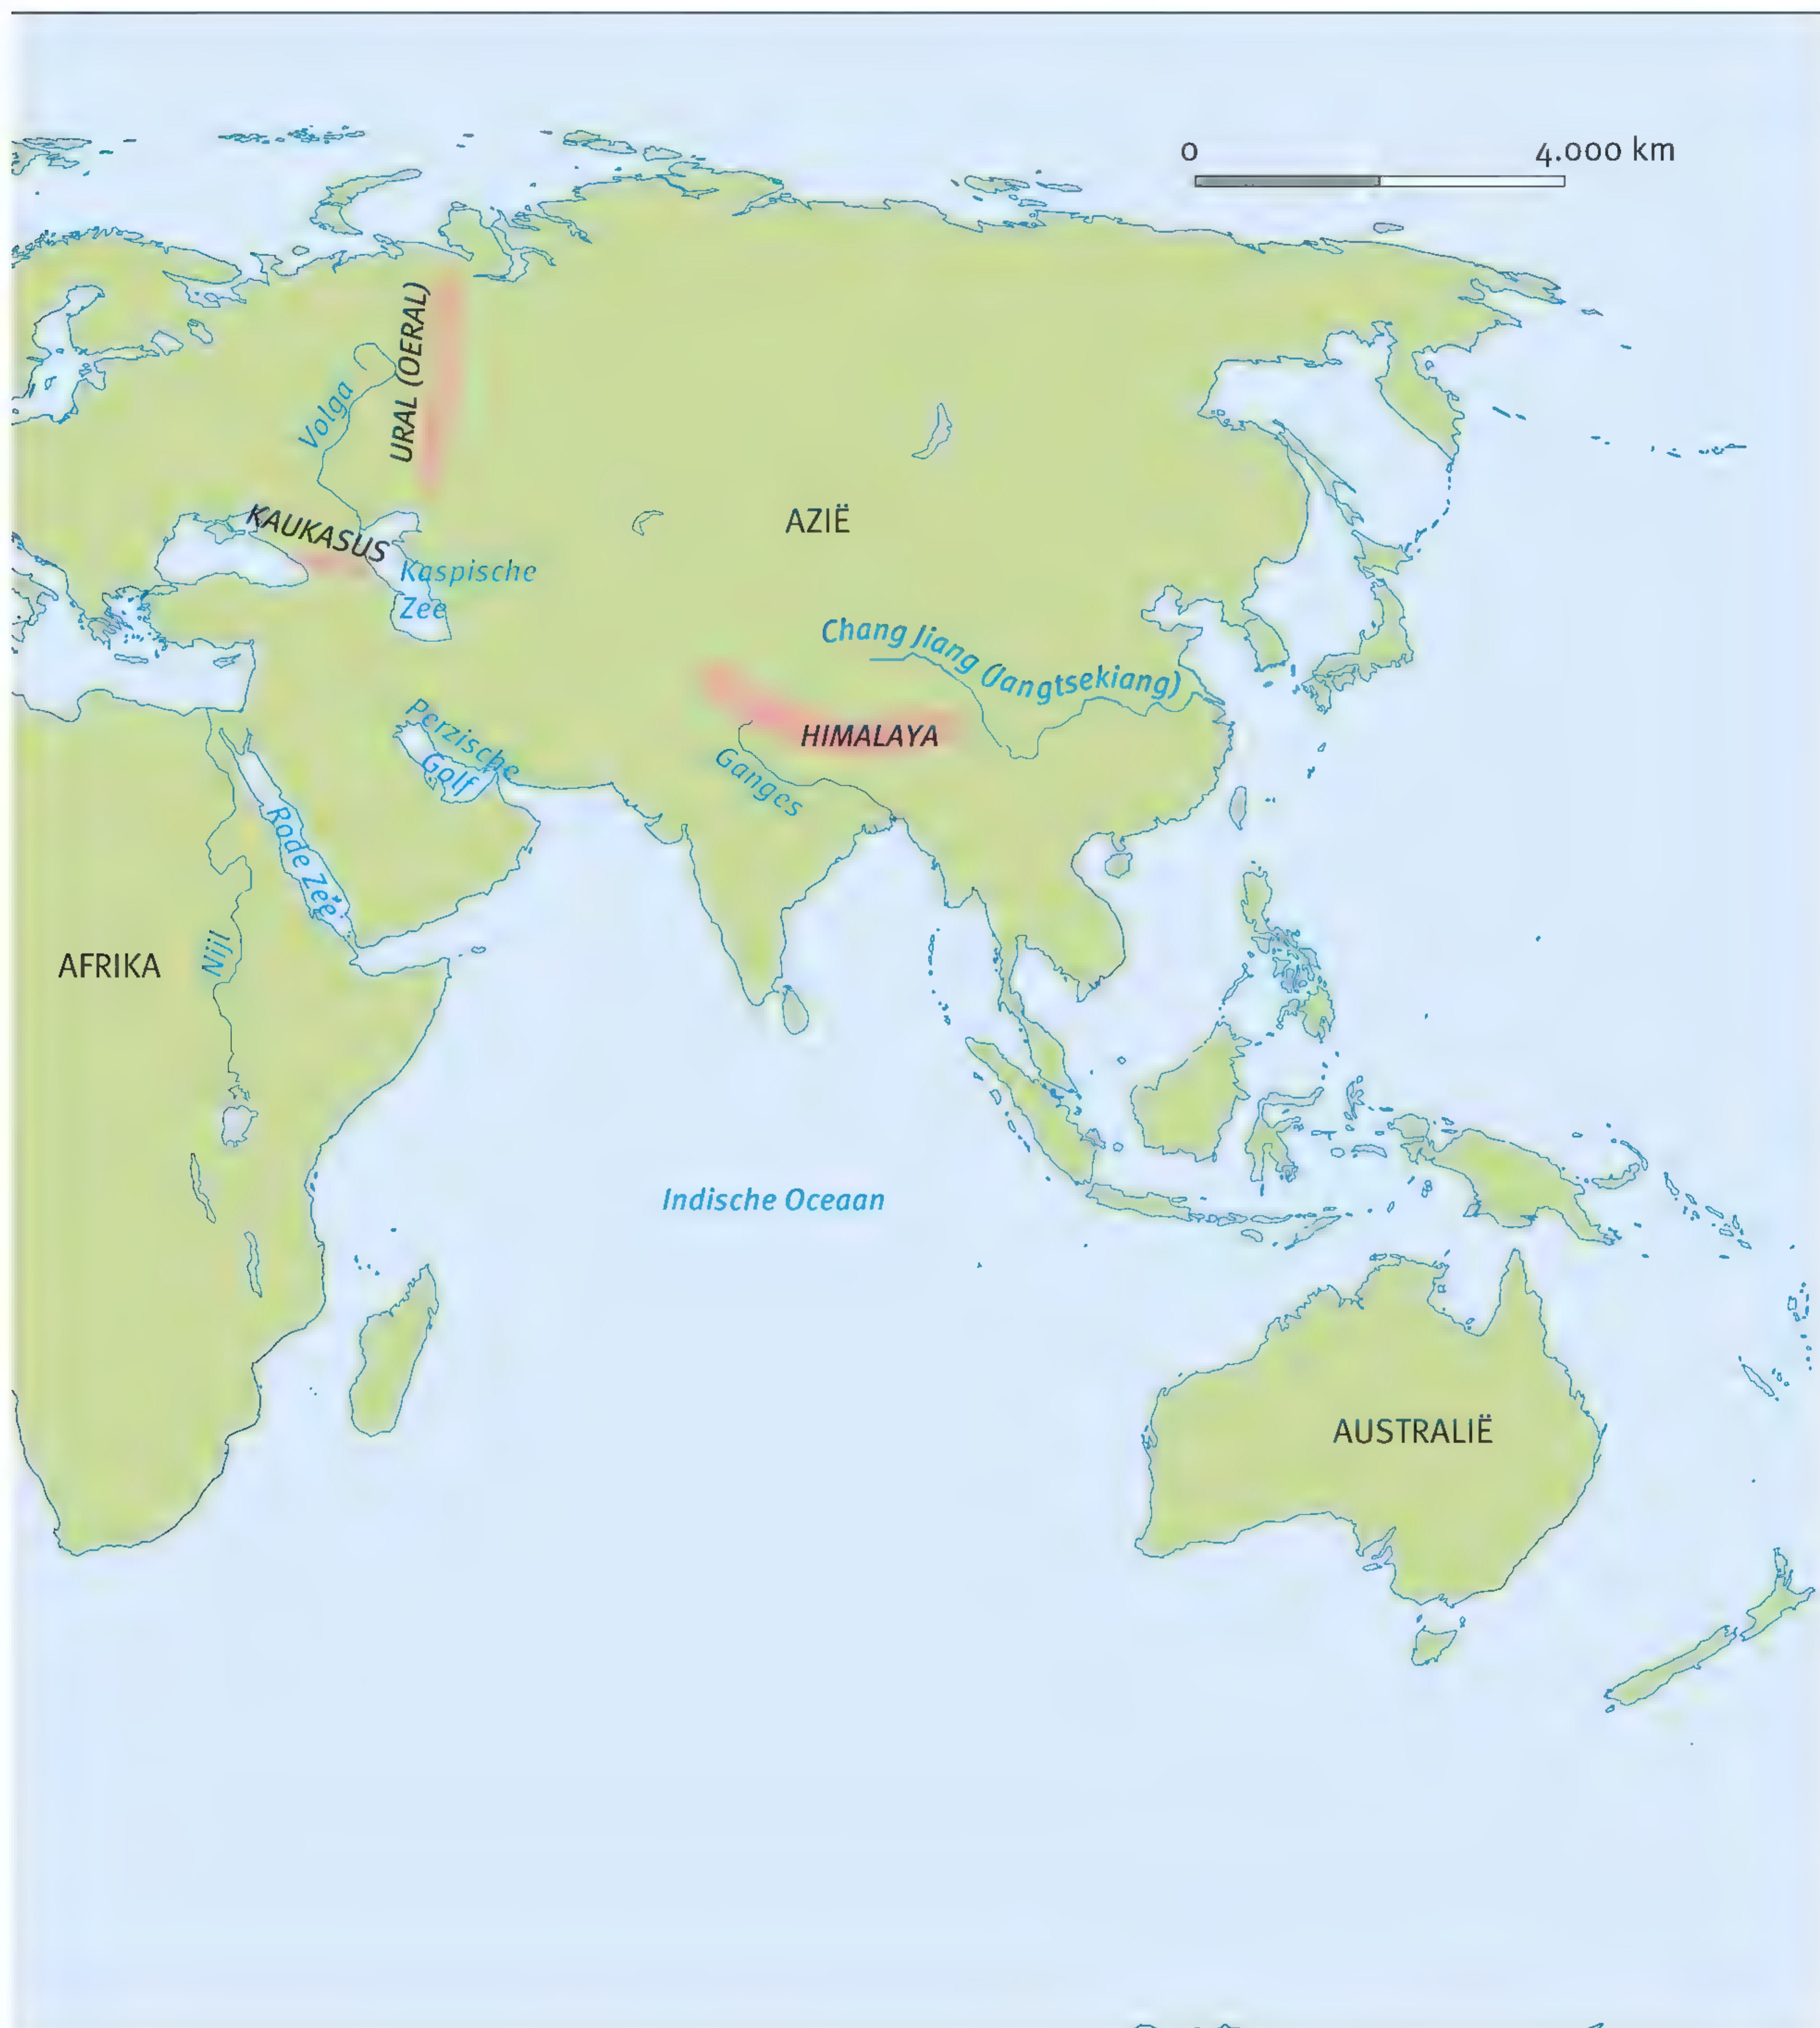 0 4.000 km
URAL (OERAL)
Volga
KAUKASUS
AZIË
Kaspische
Zee
Chang Jiang (Jangtsekiang)
HIMALAYA
Perzische
Golf
Ganges
Rode Zee
AFRIKA
Nijl
Indische Oceaan
AUSTRALIË